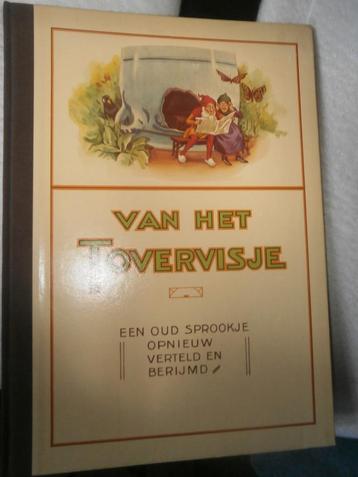 VAN HET
TOVERVISJE
EEN OUD SPROOKJE
OPNIEUW
VERTELD EN
BERIJMD